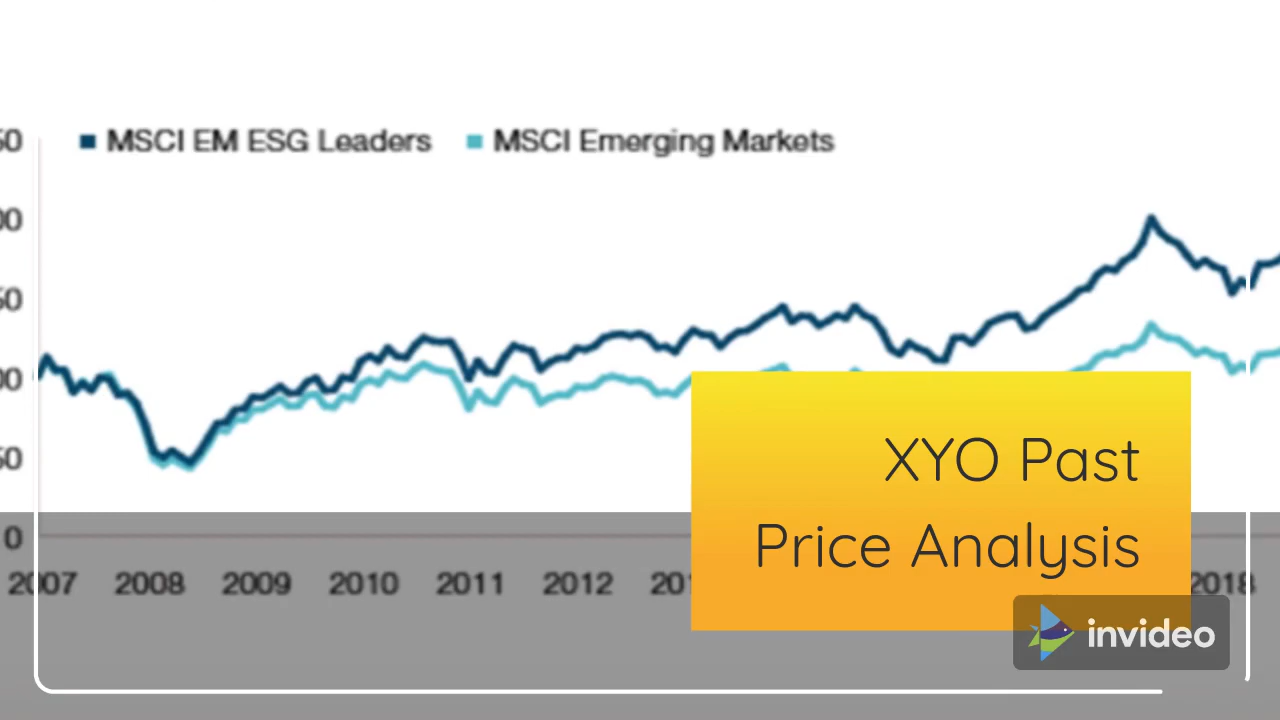 MSCI EM ESG Leaders MSCI Emerging Markets
0
2007 2008 2009 2010 2011 2012 2018
XYO Past
Price Analysis
invideo